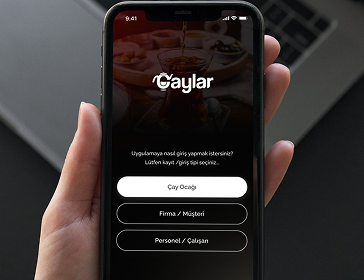 9:41
Çaylar
Uygulamaya nasıl giriş yapmak istersiniz?
Lütfen kayıt /giriş tipi seçiniz...
Çay Ocağı
Firma / Müşteri
Personel / Çalışan